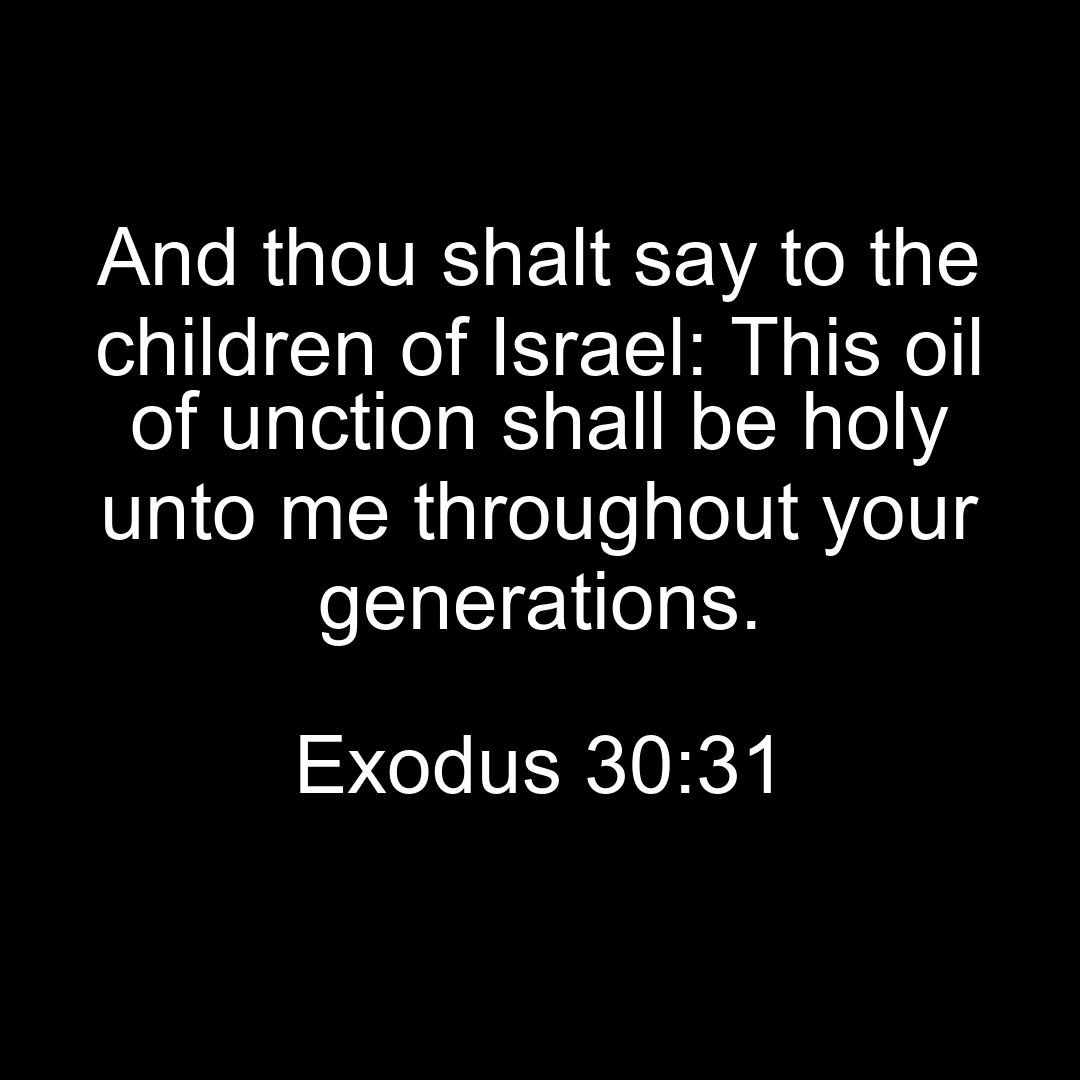 And thou shalt say to the
children of Israel: This oil
of unction shall be holy
unto me throughout your
generations.
Exodus 30:31